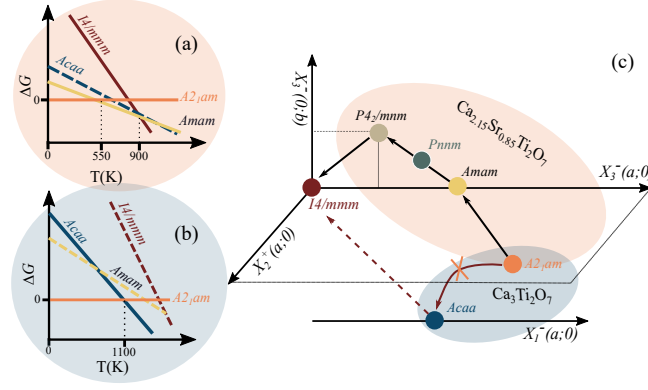 (a)
I4/mmm
Acaa
ΔG
0
A2₁am
Amam
0
550
900
T(K)
(b)
I4/mmm
Acaa
Amam
ΔG
0
A2₁am
0
1100
T(K)
(c)
X₃⁻(0;b)
Ca₂.₁₅Sr₀.₈₅Ti₂O₇
P4₂/mnm
Pnnm
Amam
X₃⁻(a;0)
I4/mmm
X₂⁺(a;0)
A2₁am
Ca₃Ti₂O₇
Acaa
X₁⁻(a;0)